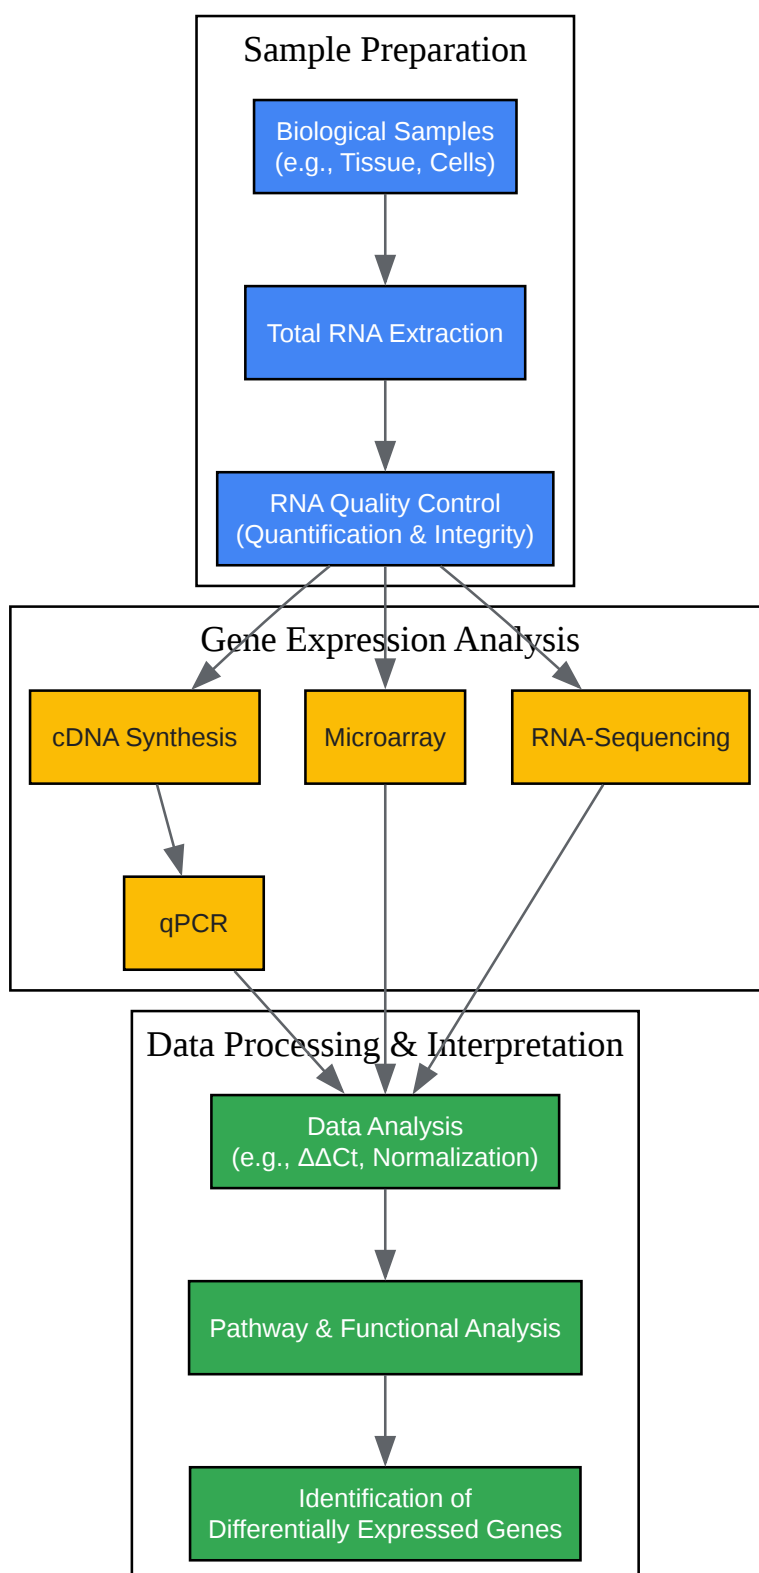 Sample Preparation
Biological Samples
(e.g., Tissue, Cells)
Total RNA Extraction
RNA Quality Control
(Quantification & Integrity)
Gene Expression Analysis
cDNA Synthesis
Microarray
RNA-Sequencing
qPCR
Data Processing & Interpretation
Data Analysis
(e.g., ΔΔCt, Normalization)
Pathway & Functional Analysis
Identification of
Differentially Expressed Genes